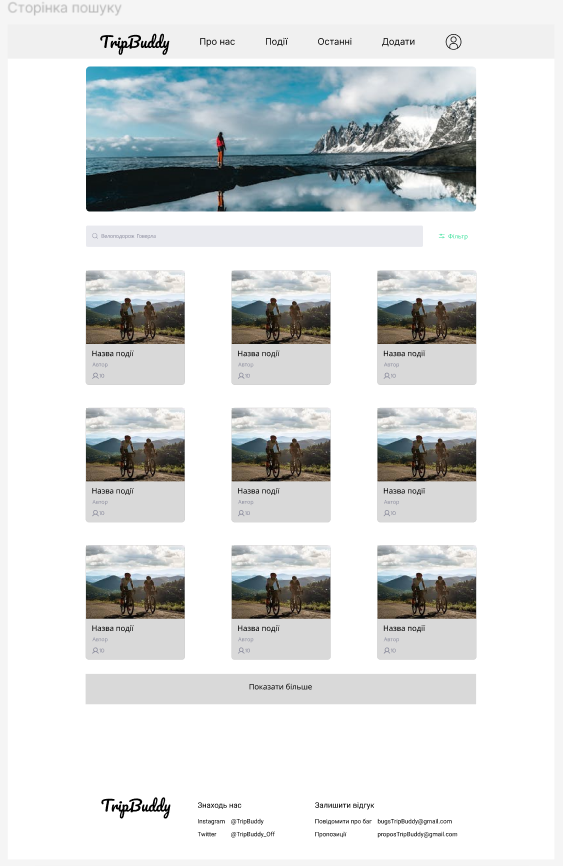 Сторінка пошуку
TripBuddy Про нас Події Останні Додати
Велоподорож Говерла Фільтр
Назва події Назва події Назва події
Автор Автор Автор
10 10 10
Назва події Назва події Назва події
Автор Автор Автор
10 10 10
Назва події Назва події Назва події
Автор Автор Автор
10 10 10
Показати більше
TripBuddy Знаходь нас Залишити відгук
Instagram @TripBuddy Повідомити про баг bugsTripBuddy@gmail.com
Twitter @TripBuddy_Off Пропозиції proposTripBuddy@gmail.com